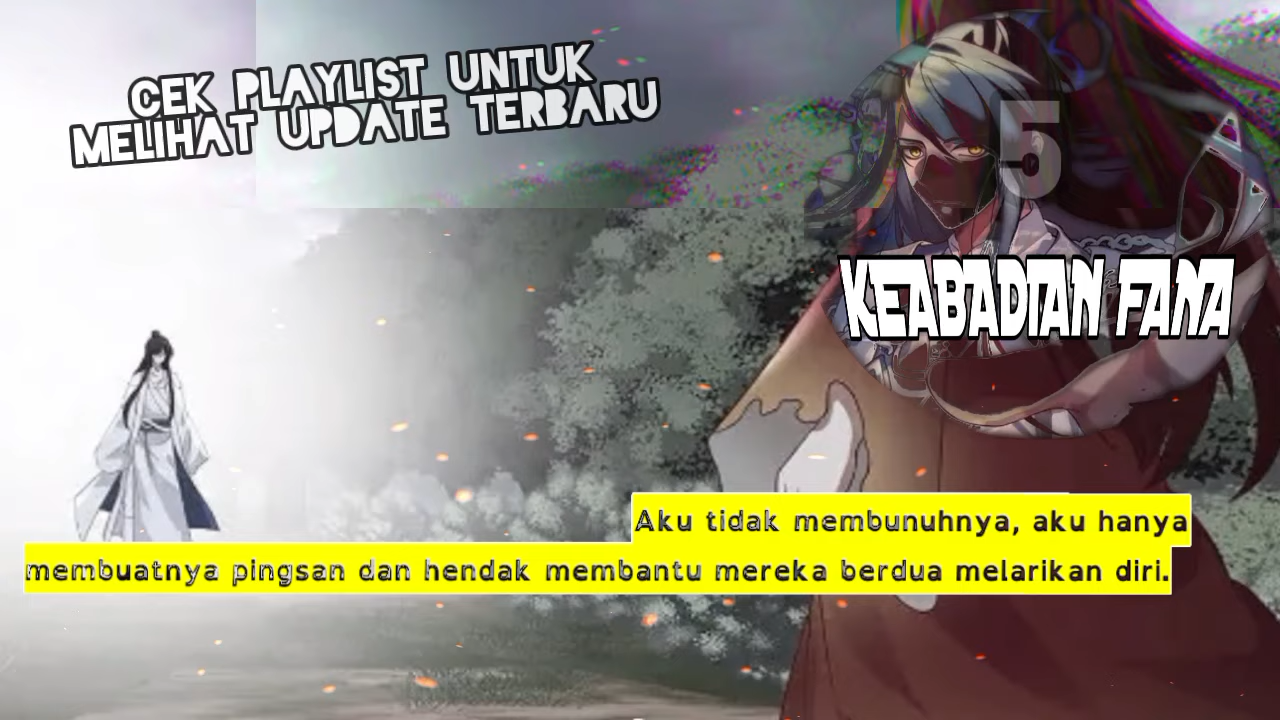 CEK PLAYLIST UNTUK
MELIHAT UPDATE TERBARU
5
KEABADIAN FANA
Aku tidak membunuhnya, aku hanya
membuatnya pingsan dan hendak membantu mereka berdua melarikan diri.